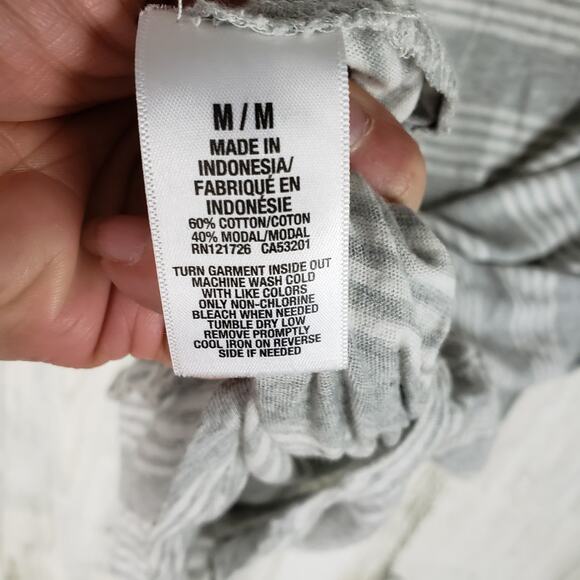 M / M
MADE IN
INDONESIA/
FABRIQUÉ EN
INDONÉSIE
60% COTTON/COTON
40% MODAL/MODAL
RN121726 CA53201
TURN GARMENT INSIDE OUT
MACHINE WASH COLD
WITH LIKE COLORS
ONLY NON-CHLORINE
BLEACH WHEN NEEDED
TUMBLE DRY LOW
REMOVE PROMPTLY
COOL IRON ON REVERSE
SIDE IF NEEDED